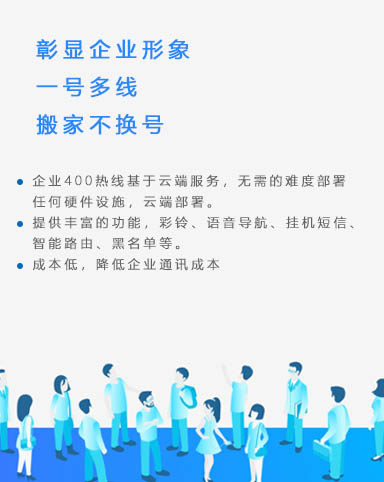 彰显企业形象
一号多线
搬家不换号
企业400热线基于云端服务，无需的难度部署
任何硬件设施，云端部署。
提供丰富的功能，彩铃、语音导航、挂机短信、
智能路由、黑名单等。
成本低，降低企业通讯成本